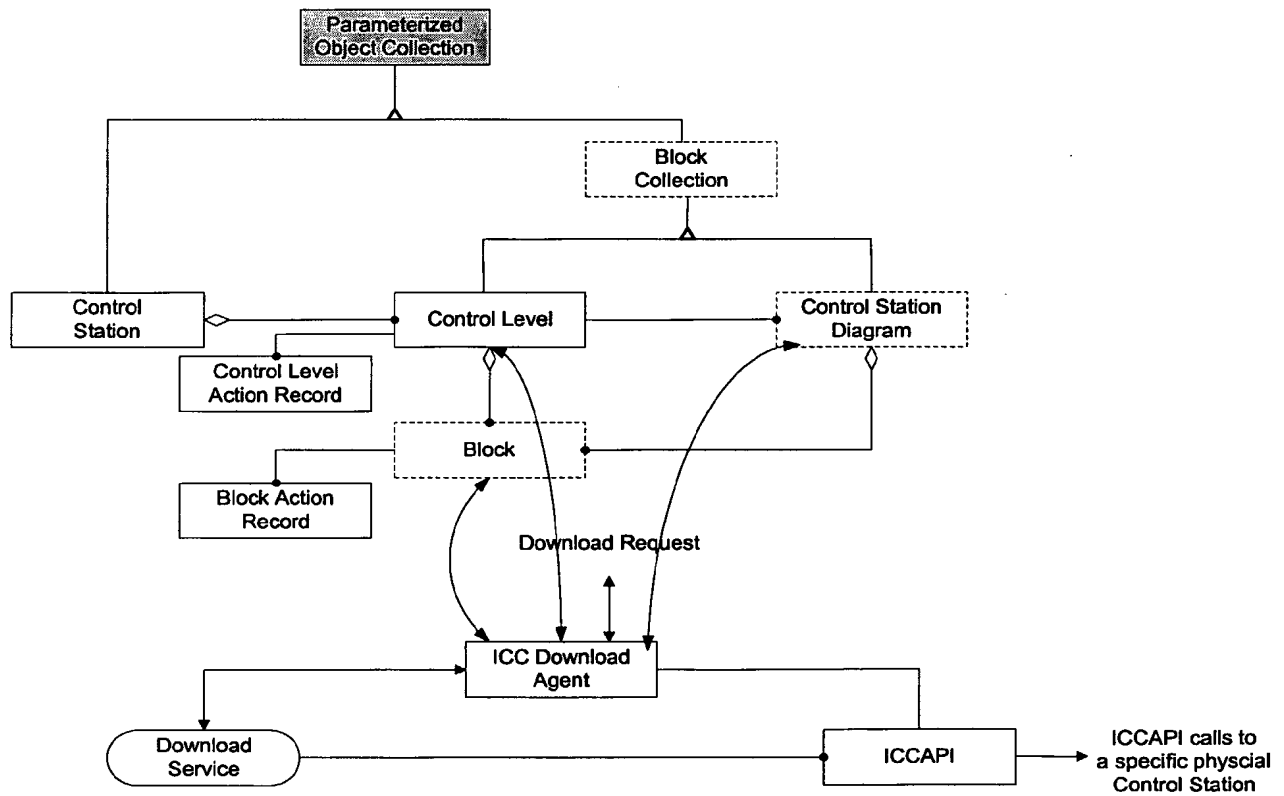 Parameterized
Object Collection
Block
Collection
Control
Station
Control Level
Control Station
Diagram
Control Level
Action Record
Block
Block Action
Record
Download Request
ICC Download
Agent
Download
Service
ICCAPI
ICCAPI calls to
a specific physcial
Control Station